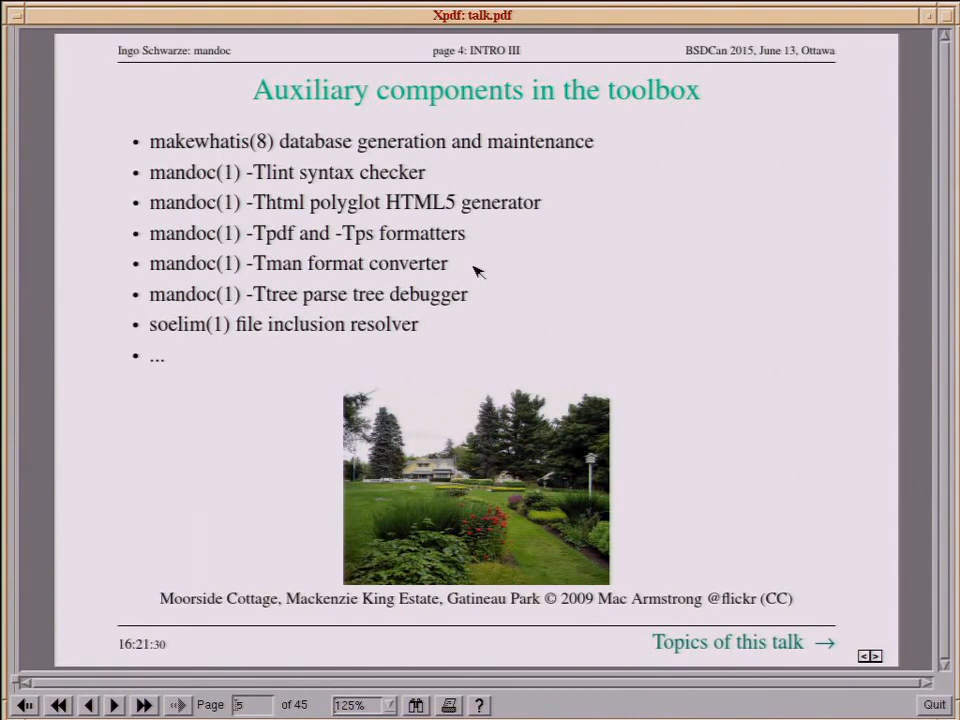 Xpdf: talk.pdf
Ingo Schwarze: mandoc page 4: INTRO III BSDCan 2015, June 13, Ottawa
Auxiliary components in the toolbox
• makewhatis(8) database generation and maintenance
• mandoc(1) -Tlint syntax checker
• mandoc(1) -Thtml polyglot HTML5 generator
• mandoc(1) -Tpdf and -Tps formatters
• mandoc(1) -Tman format converter
• mandoc(1) -Ttree parse tree debugger
• soelim(1) file inclusion resolver
• ...
Moorside Cottage, Mackenzie King Estate, Gatineau Park © 2009 Mac Armstrong @flickr (CC)
16:21:30 Topics of this talk →
Page 5 of 45 125% ? Quit